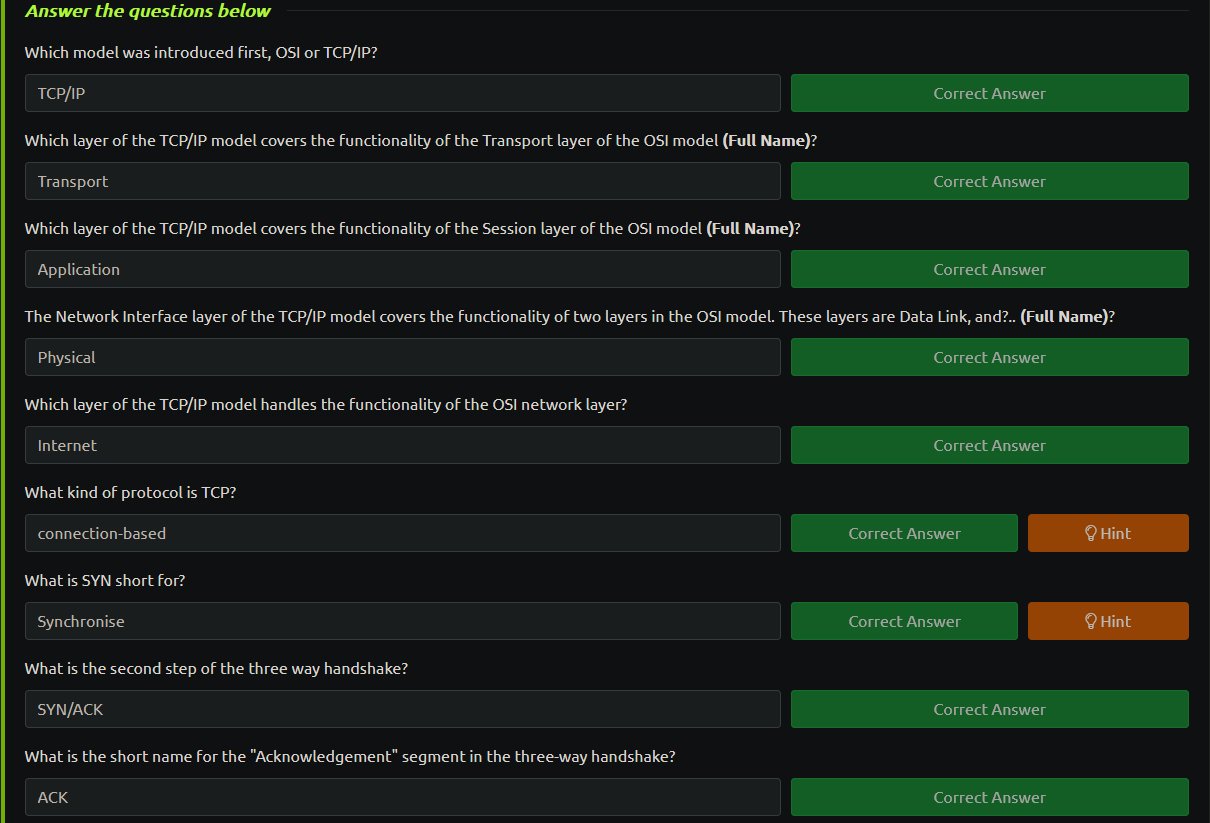 Answer the questions below
Which model was introduced first, OSI or TCP/IP?
TCP/IP
Correct Answer
Which layer of the TCP/IP model covers the functionality of the Transport layer of the OSI model (Full Name)?
Transport
Correct Answer
Which layer of the TCP/IP model covers the functionality of the Session layer of the OSI model (Full Name)?
Application
Correct Answer
The Network Interface layer of the TCP/IP model covers the functionality of two layers in the OSI model. These layers are Data Link, and?.. (Full Name)?
Physical
Correct Answer
Which layer of the TCP/IP model handles the functionality of the OSI network layer?
Internet
Correct Answer
What kind of protocol is TCP?
connection-based
Correct Answer
Hint
What is SYN short for?
Synchronise
Correct Answer
Hint
What is the second step of the three way handshake?
SYN/ACK
Correct Answer
What is the short name for the "Acknowledgement" segment in the three-way handshake?
ACK
Correct Answer